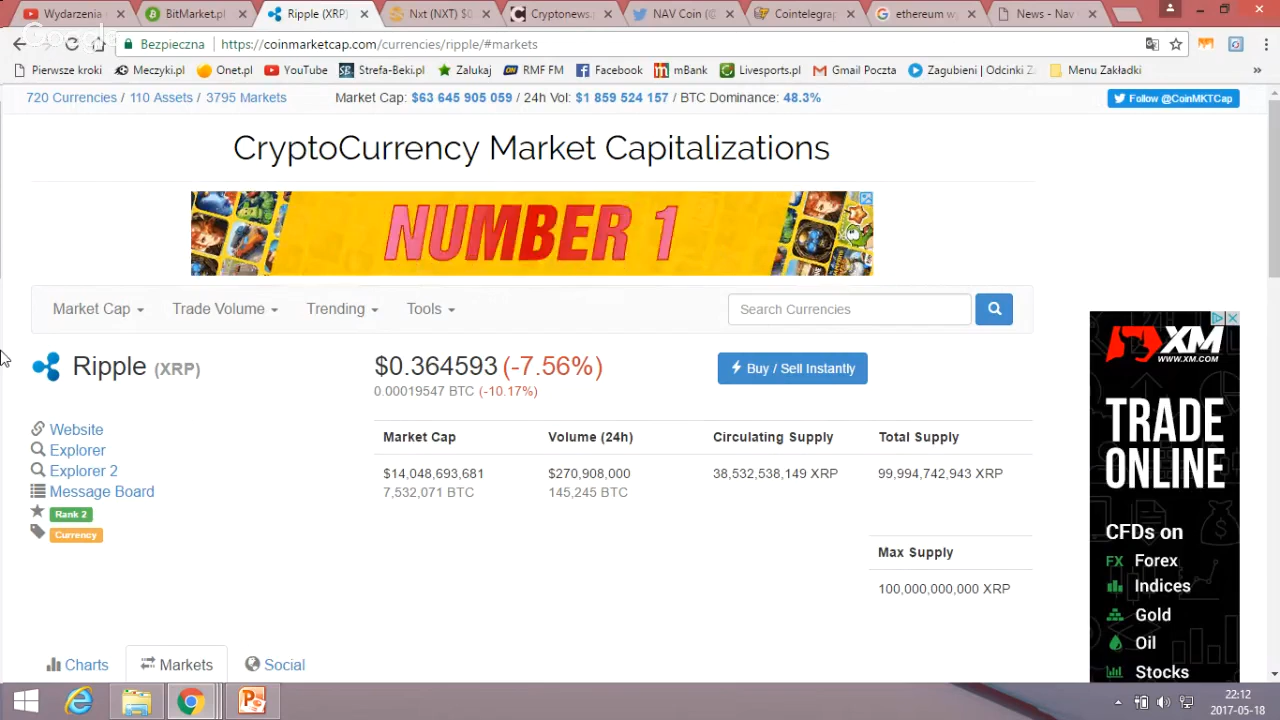 Wydarzenia
BitMarket.pl
Ripple (XRP)
Nxt (NXT) $0
Cryptonews.
NAV Coin (@
Cointelegrap
ethereum wy
News - Nav
Google
Bezpieczna
https://coinmarketcap.com/currencies/ripple/#markets
Pierwsze kroki
Meczyki.pl
Onet.pl
YouTube
Strefa-Beki.pl
Zalukaj
RMF FM
Facebook
mBank
Livesports.pl
Gmail Poczta
Zagubieni | Odcinki Z
Menu Zakładki
720 Currencies / 110 Assets / 3795 Markets
Market Cap: $63 645 905 059 / 24h Vol: $1 859 524 157 / BTC Dominance: 48.3%
Follow @CoinMKTCap
CryptoCurrency Market Capitalizations
NUMBER 1
Market Cap
Trade Volume
Trending
Tools
Search Currencies
Ripple (XRP)
$0.364593 (-7.56%)
0.00019547 BTC (-10.17%)
Buy / Sell Instantly
Website
Explorer
Explorer 2
Message Board
Rank 2
Currency
Market Cap
Volume (24h)
Circulating Supply
Total Supply
$14,048,693,681
$270,908,000
38,532,538,149 XRP
99,994,742,943 XRP
7,532,071 BTC
145,245 BTC
Max Supply
100,000,000,000 XRP
Charts
Markets
Social
XM
WWW.XM.COM
TRADE
ONLINE
CFDs on
FX Forex
Indices
Gold
Oil
Stocks
22:12
2017-05-18